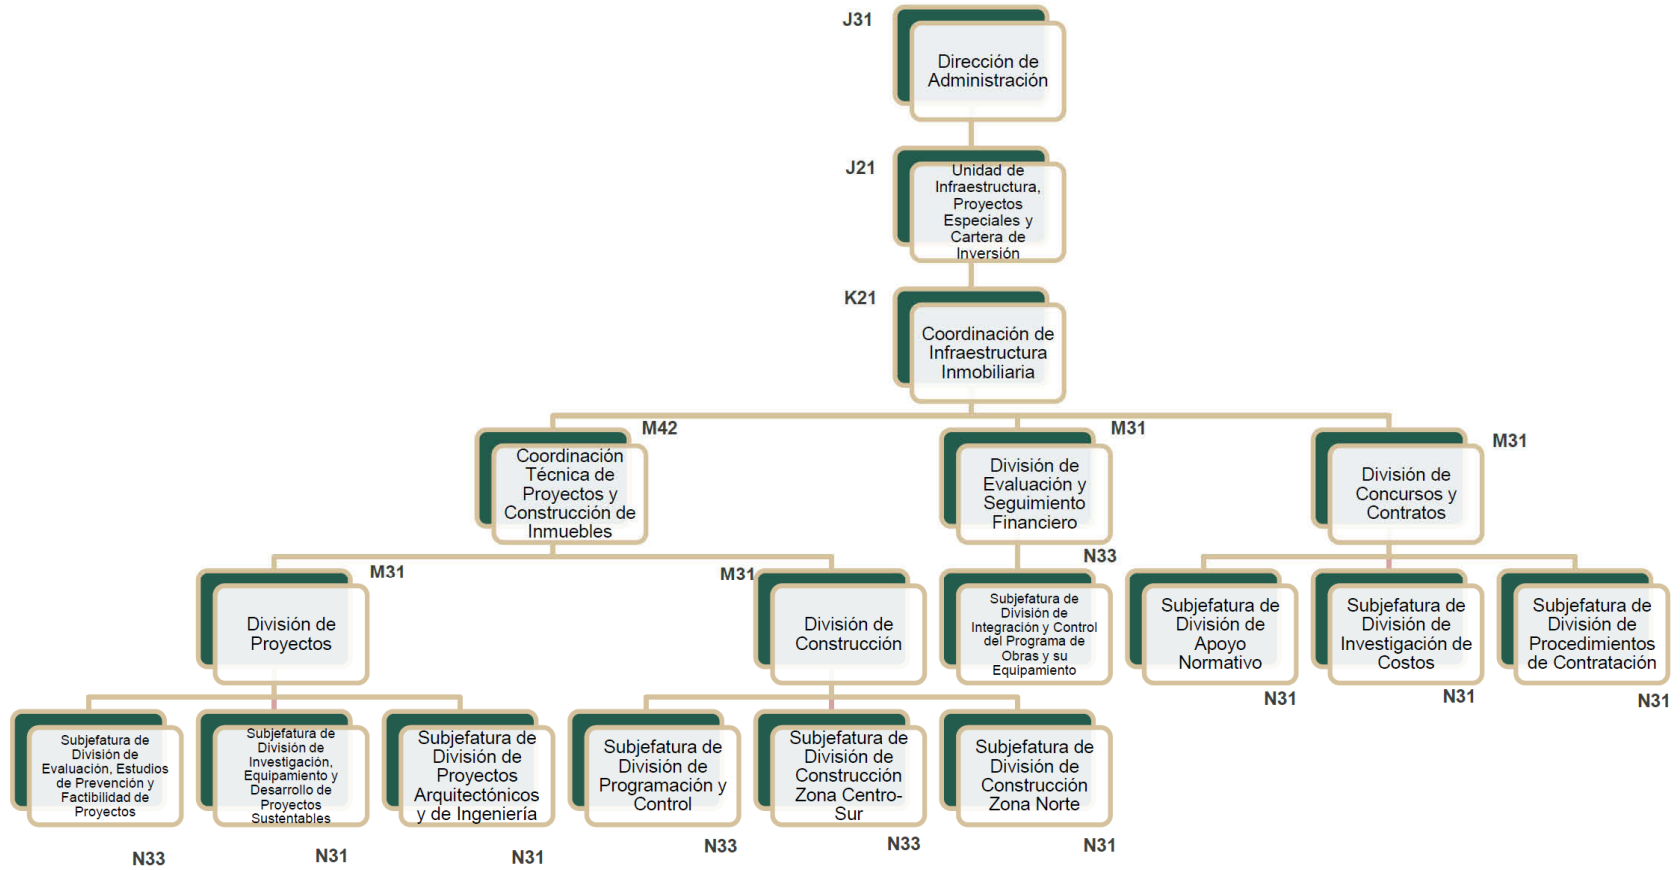 J31
Dirección de
Administración
J21
Unidad de
Infraestructura,
Proyectos
Especiales y
Cartera de
Inversión
K21
Coordinación de
Infraestructura
Inmobiliaria
M42
Coordinación
Técnica de
Proyectos y
Construcción de
Inmuebles
M31
División de
Evaluación y
Seguimiento
Financiero
M31
División de
Concursos y
Contratos
M31
División de
Proyectos
M31
División de
Construcción
N33
Subjefatura de
División de
Integración y Control
del Programa de
Obras y su
Equipamiento
Subjefatura de
División de
Apoyo
Normativo
N31
Subjefatura de
División de
Investigación de
Costos
N31
Subjefatura de
División de
Procedimientos
de Contratación
N31
Subjefatura de
División de
Evaluación, Estudios
de Prevención y
Factibilidad de
Proyectos
N33
Subjefatura de
División de
Investigación,
Equipamiento y
Desarrollo de
Proyectos
Sustentables
N31
Subjefatura de
División de
Proyectos
Arquitectónicos
y de Ingeniería
N31
Subjefatura de
División de
Programación y
Control
N33
Subjefatura de
División de
Construcción
Zona Centro-
Sur
N33
Subjefatura de
División de
Construcción
Zona Norte
N31